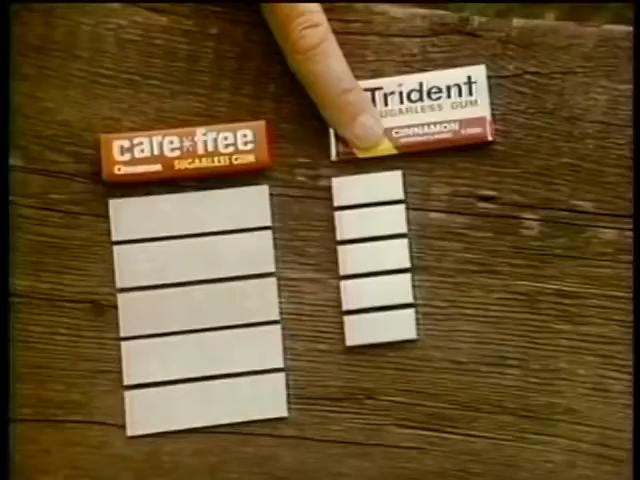 care*free
Cinnamon SUGARLESS GUM
Trident
SUGARLESS GUM
CINNAMON